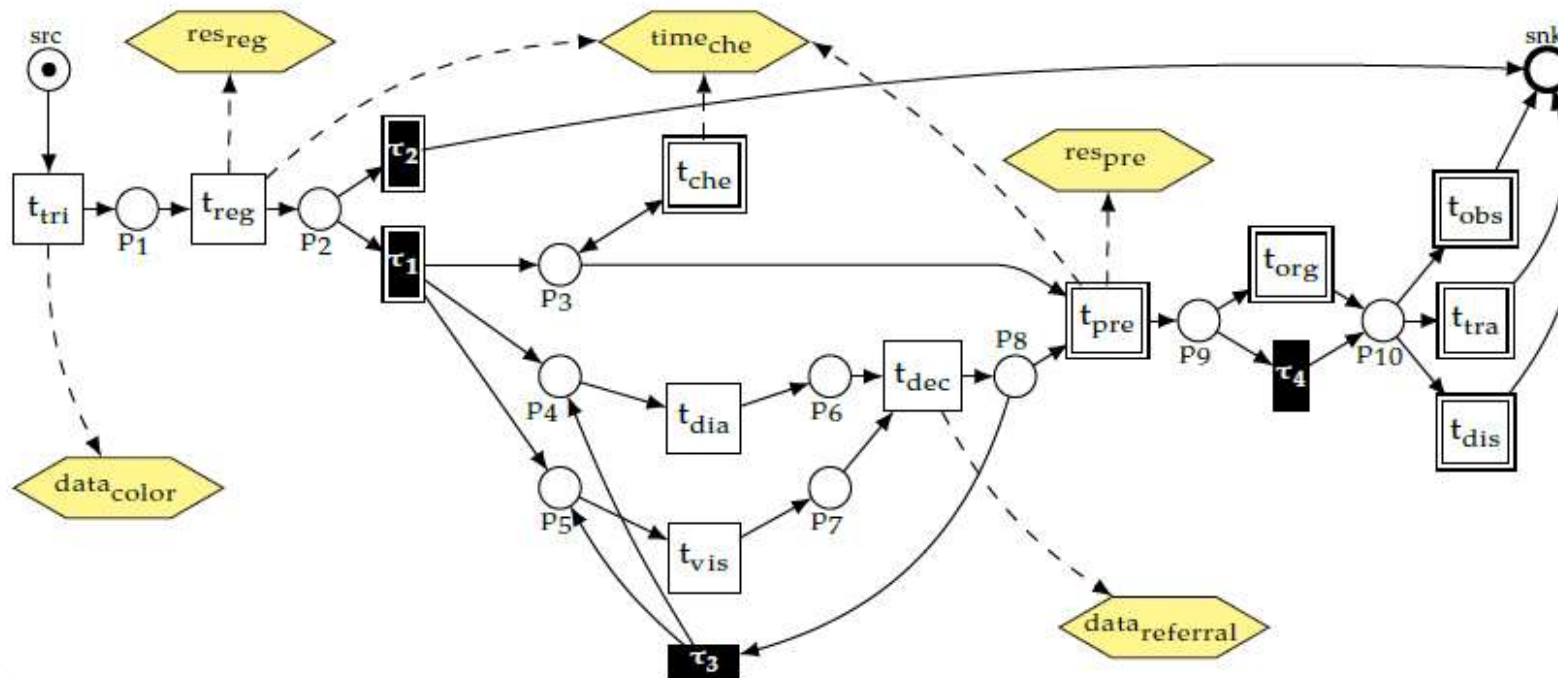 src
res_reg
time_che
snk
τ2
t_che
res_pre
t_tri
P1
t_reg
P2
t_obs
τ1
P3
t_org
t_pre
t_tra
P9
P10
τ4
P8
t_dec
P4
t_dia
P6
t_dis
data_color
P5
t_vis
P7
data_referral
τ3